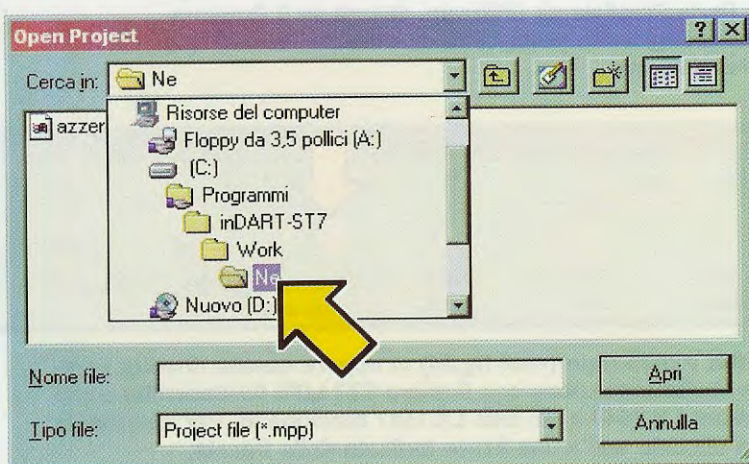 Open Project
Cerca in: Ne
azzer
Risorse del computer
Floppy da 3,5 pollici (A:)
(C:)
Programmi
inDART-ST7
Work
Ne
Nuovo (D:)
Nome file:
Apri
Tipo file: Project file (*.mpp)
Annulla